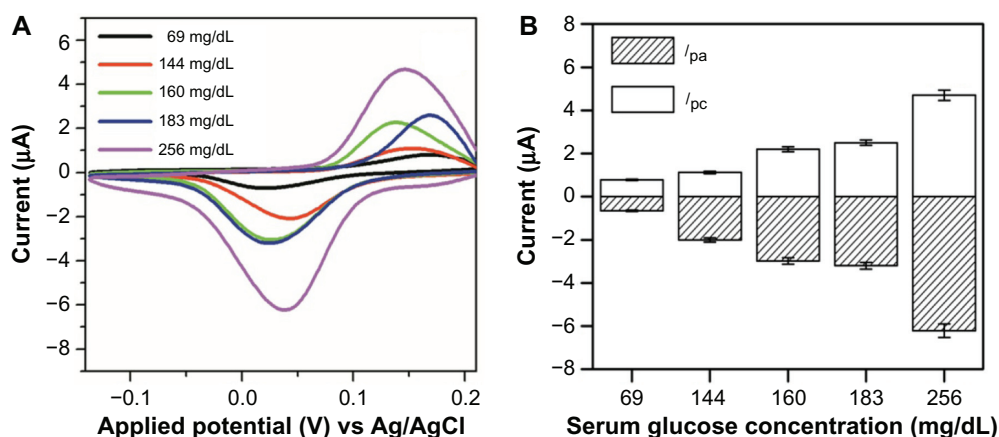 A
69 mg/dL
144 mg/dL
160 mg/dL
183 mg/dL
256 mg/dL
6
4
2
0
−2
−4
−6
−8
Current (µA)
−0.1 0.0 0.1 0.2
Applied potential (V) vs Ag/AgCl
B
Ipa
Ipc
8
6
4
2
0
−2
−4
−6
−8
Current (µA)
69 144 160 183 256
Serum glucose concentration (mg/dL)